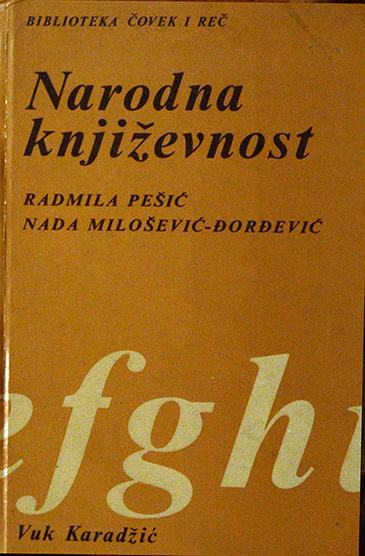 BIBLIOTEKA ČOVEK I REČ
Narodna
književnost
RADMILA PEŠIĆ
NADA MILOŠEVIĆ-ĐORĐEVIĆ
efghi
Vuk Karadžić